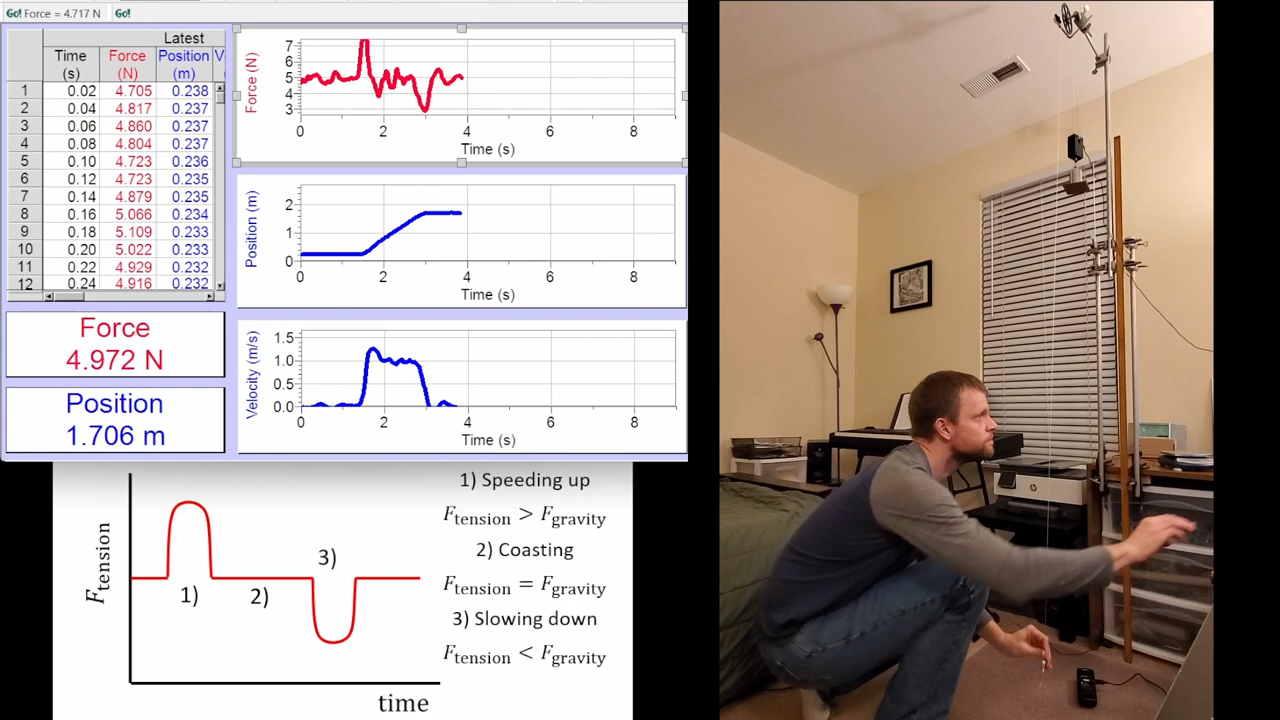 Go! Force = 4.717 N Go!
Latest
Time Force Position V
(s) (N) (m) (
1 0.02 4.705 0.238
2 0.04 4.817 0.237
3 0.06 4.860 0.237
4 0.08 4.804 0.237
5 0.10 4.723 0.236
6 0.12 4.723 0.235
7 0.14 4.879 0.235
8 0.16 5.066 0.234
9 0.18 5.109 0.233
10 0.20 5.022 0.233
11 0.22 4.929 0.232
12 0.24 4.916 0.232
Force
4.972 N
Position
1.706 m
Force (N)
7
6
5
4
3
0 2 4 6 8
Time (s)
Position (m)
2
1
0
0 2 4 6 8
Time (s)
Velocity (m/s)
1.5
1.0
0.5
0.0
0 2 4 6 8
Time (s)
Ftension
1)
2)
3)
time
1) Speeding up
Ftension > Fgravity
2) Coasting
Ftension = Fgravity
3) Slowing down
Ftension < Fgravity
hp